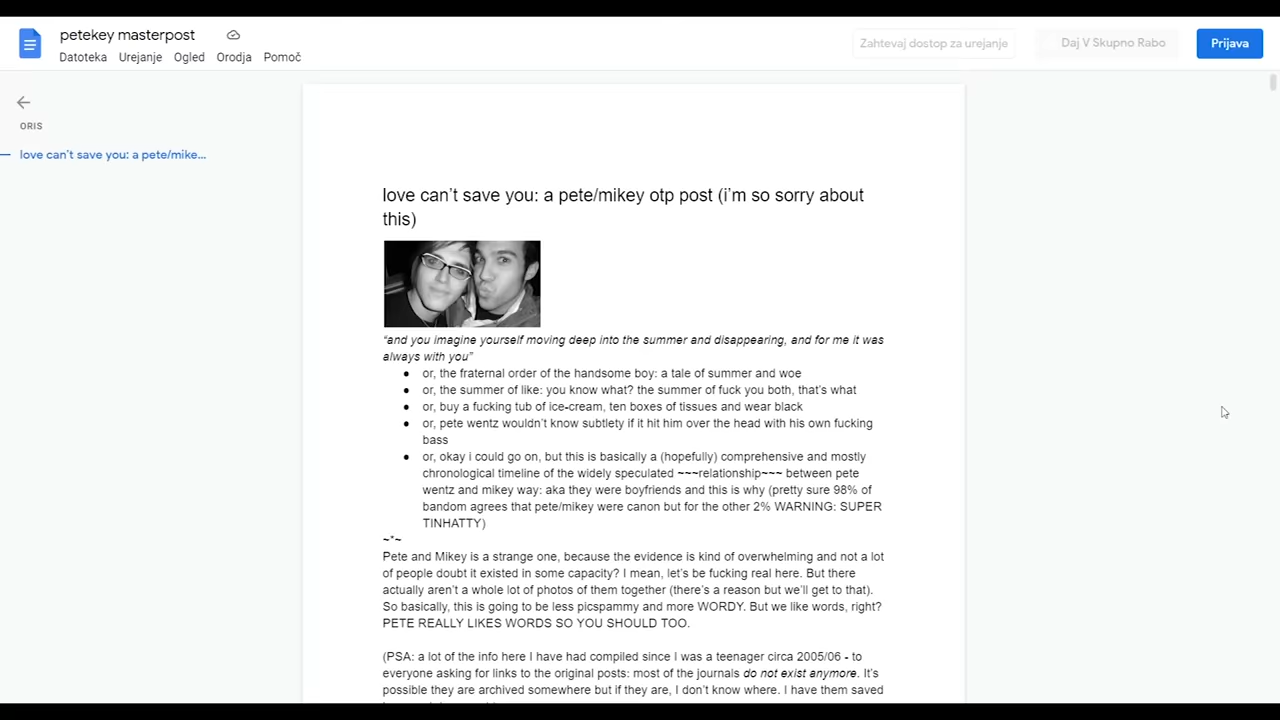 petekey masterpost
Datoteka Urejanje Ogled Orodja Pomoč
Zahtevaj dostop za urejanje
Daj V Skupno Rabo
Prijava
ORIS
love can't save you: a pete/mike...
love can't save you: a pete/mikey otp post (i'm so sorry about
this)
"and you imagine yourself moving deep into the summer and disappearing, and for me it was
always with you"
● or, the fraternal order of the handsome boy: a tale of summer and woe
● or, the summer of like: you know what? the summer of fuck you both, that's what
● or, buy a fucking tub of ice-cream, ten boxes of tissues and wear black
● or, pete wentz wouldn't know subtlety if it hit him over the head with his own fucking
bass
● or, okay i could go on, but this is basically a (hopefully) comprehensive and mostly
chronological timeline of the widely speculated ~~~relationship~~~ between pete
wentz and mikey way: aka they were boyfriends and this is why (pretty sure 98% of
bandom agrees that pete/mikey were canon but for the other 2% WARNING: SUPER
TINHATTY)
~*~
Pete and Mikey is a strange one, because the evidence is kind of overwhelming and not a lot
of people doubt it existed in some capacity? I mean, let's be fucking real here. But there
actually aren't a whole lot of photos of them together (there's a reason but we'll get to that).
So basically, this is going to be less picspammy and more WORDY. But we like words, right?
PETE REALLY LIKES WORDS SO YOU SHOULD TOO.
(PSA: a lot of the info here I have had compiled since I was a teenager circa 2005/06 - to
everyone asking for links to the original posts: most of the journals do not exist anymore. It's
possible they are archived somewhere but if they are, I don't know where. I have them saved